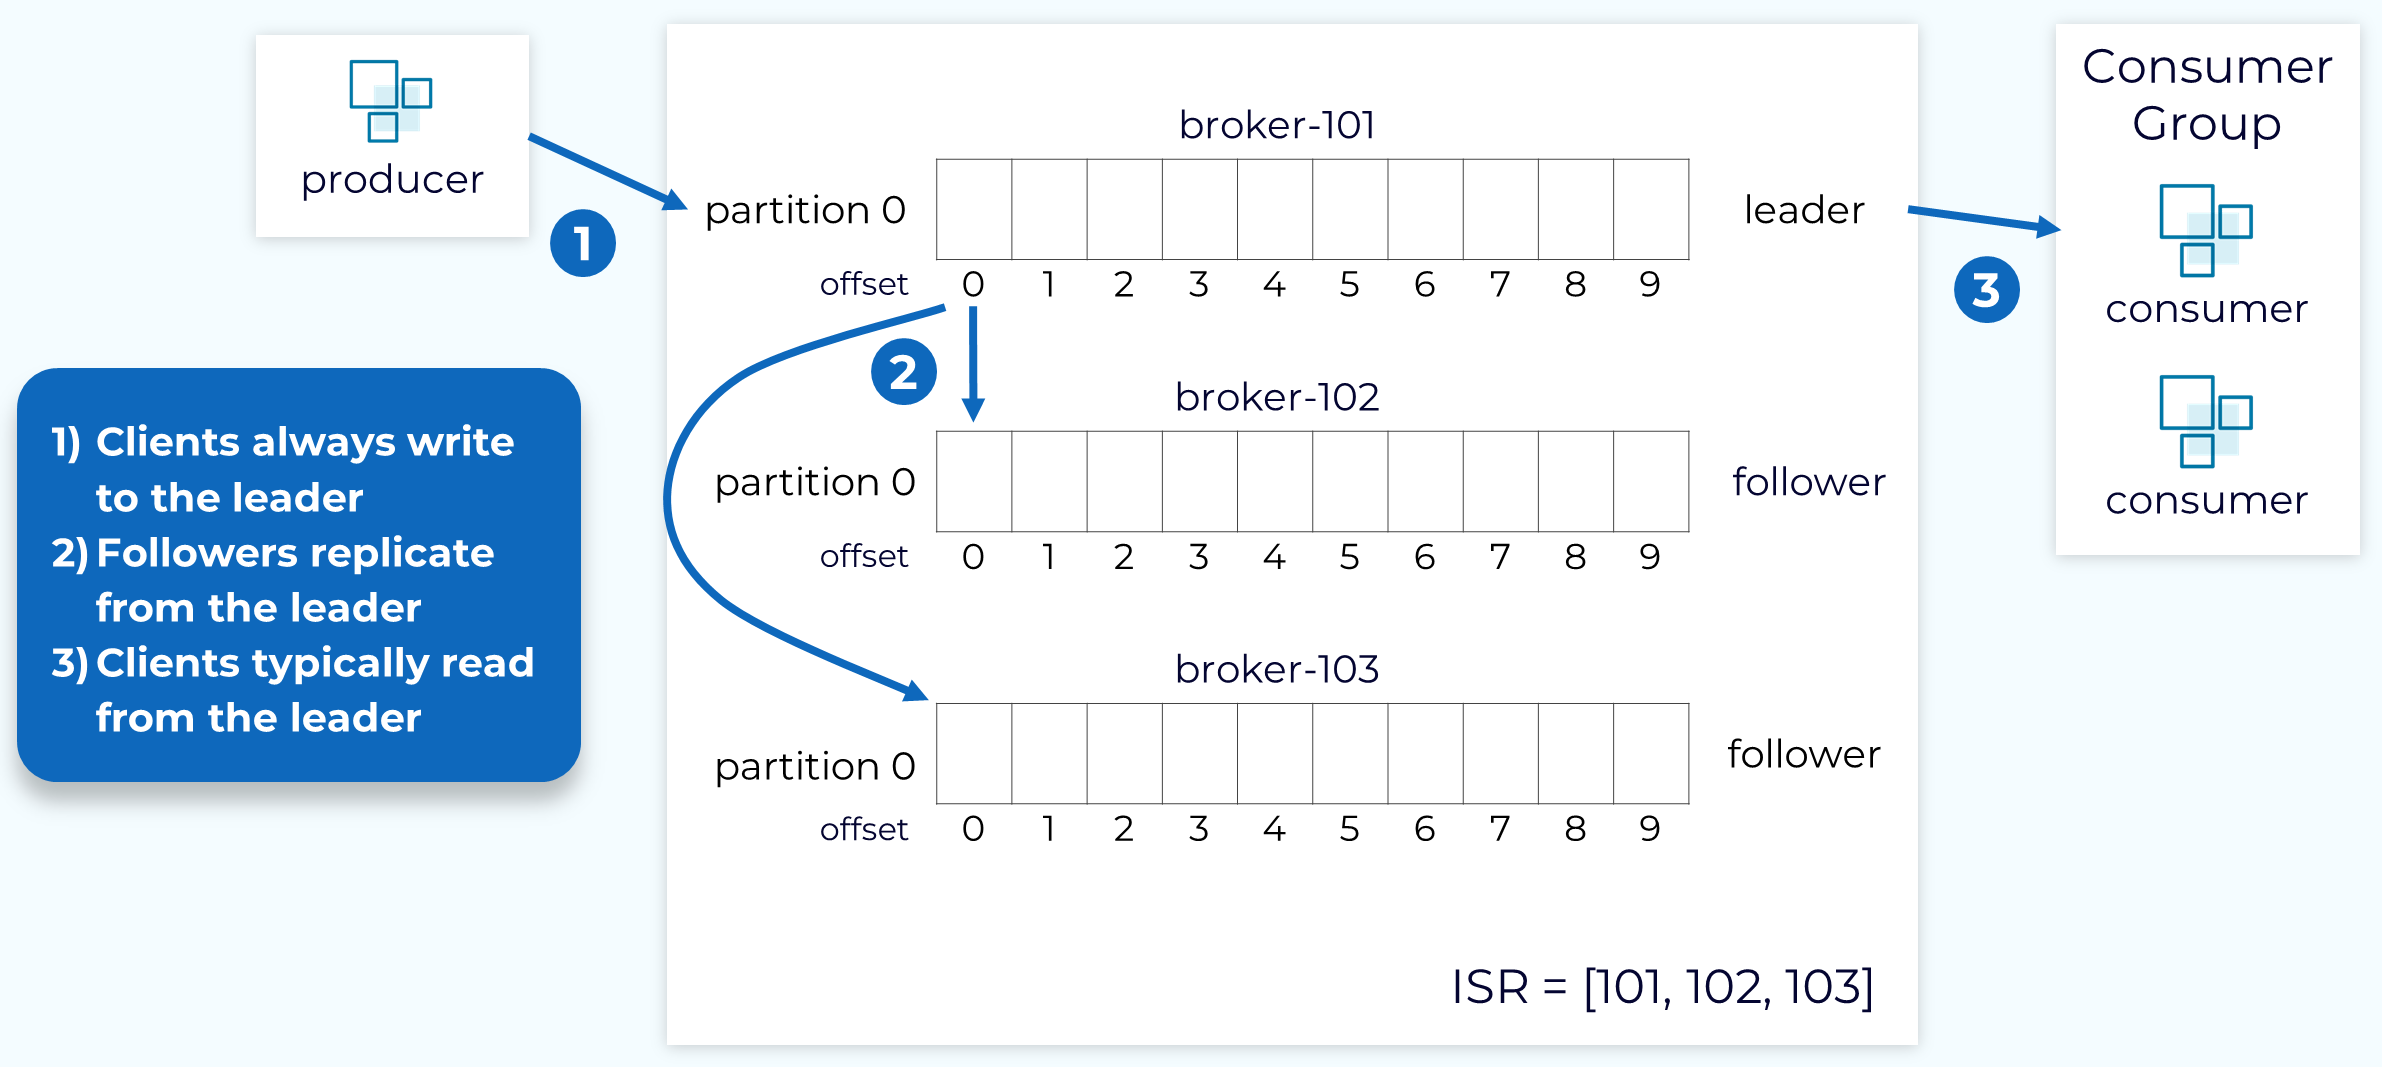 producer
1
1) Clients always write
to the leader
2) Followers replicate
from the leader
3) Clients typically read
from the leader
broker-101
partition 0
leader
offset 0 1 2 3 4 5 6 7 8 9
2
broker-102
partition 0
follower
offset 0 1 2 3 4 5 6 7 8 9
broker-103
partition 0
follower
offset 0 1 2 3 4 5 6 7 8 9
ISR = [101, 102, 103]
3
Consumer
Group
consumer
consumer